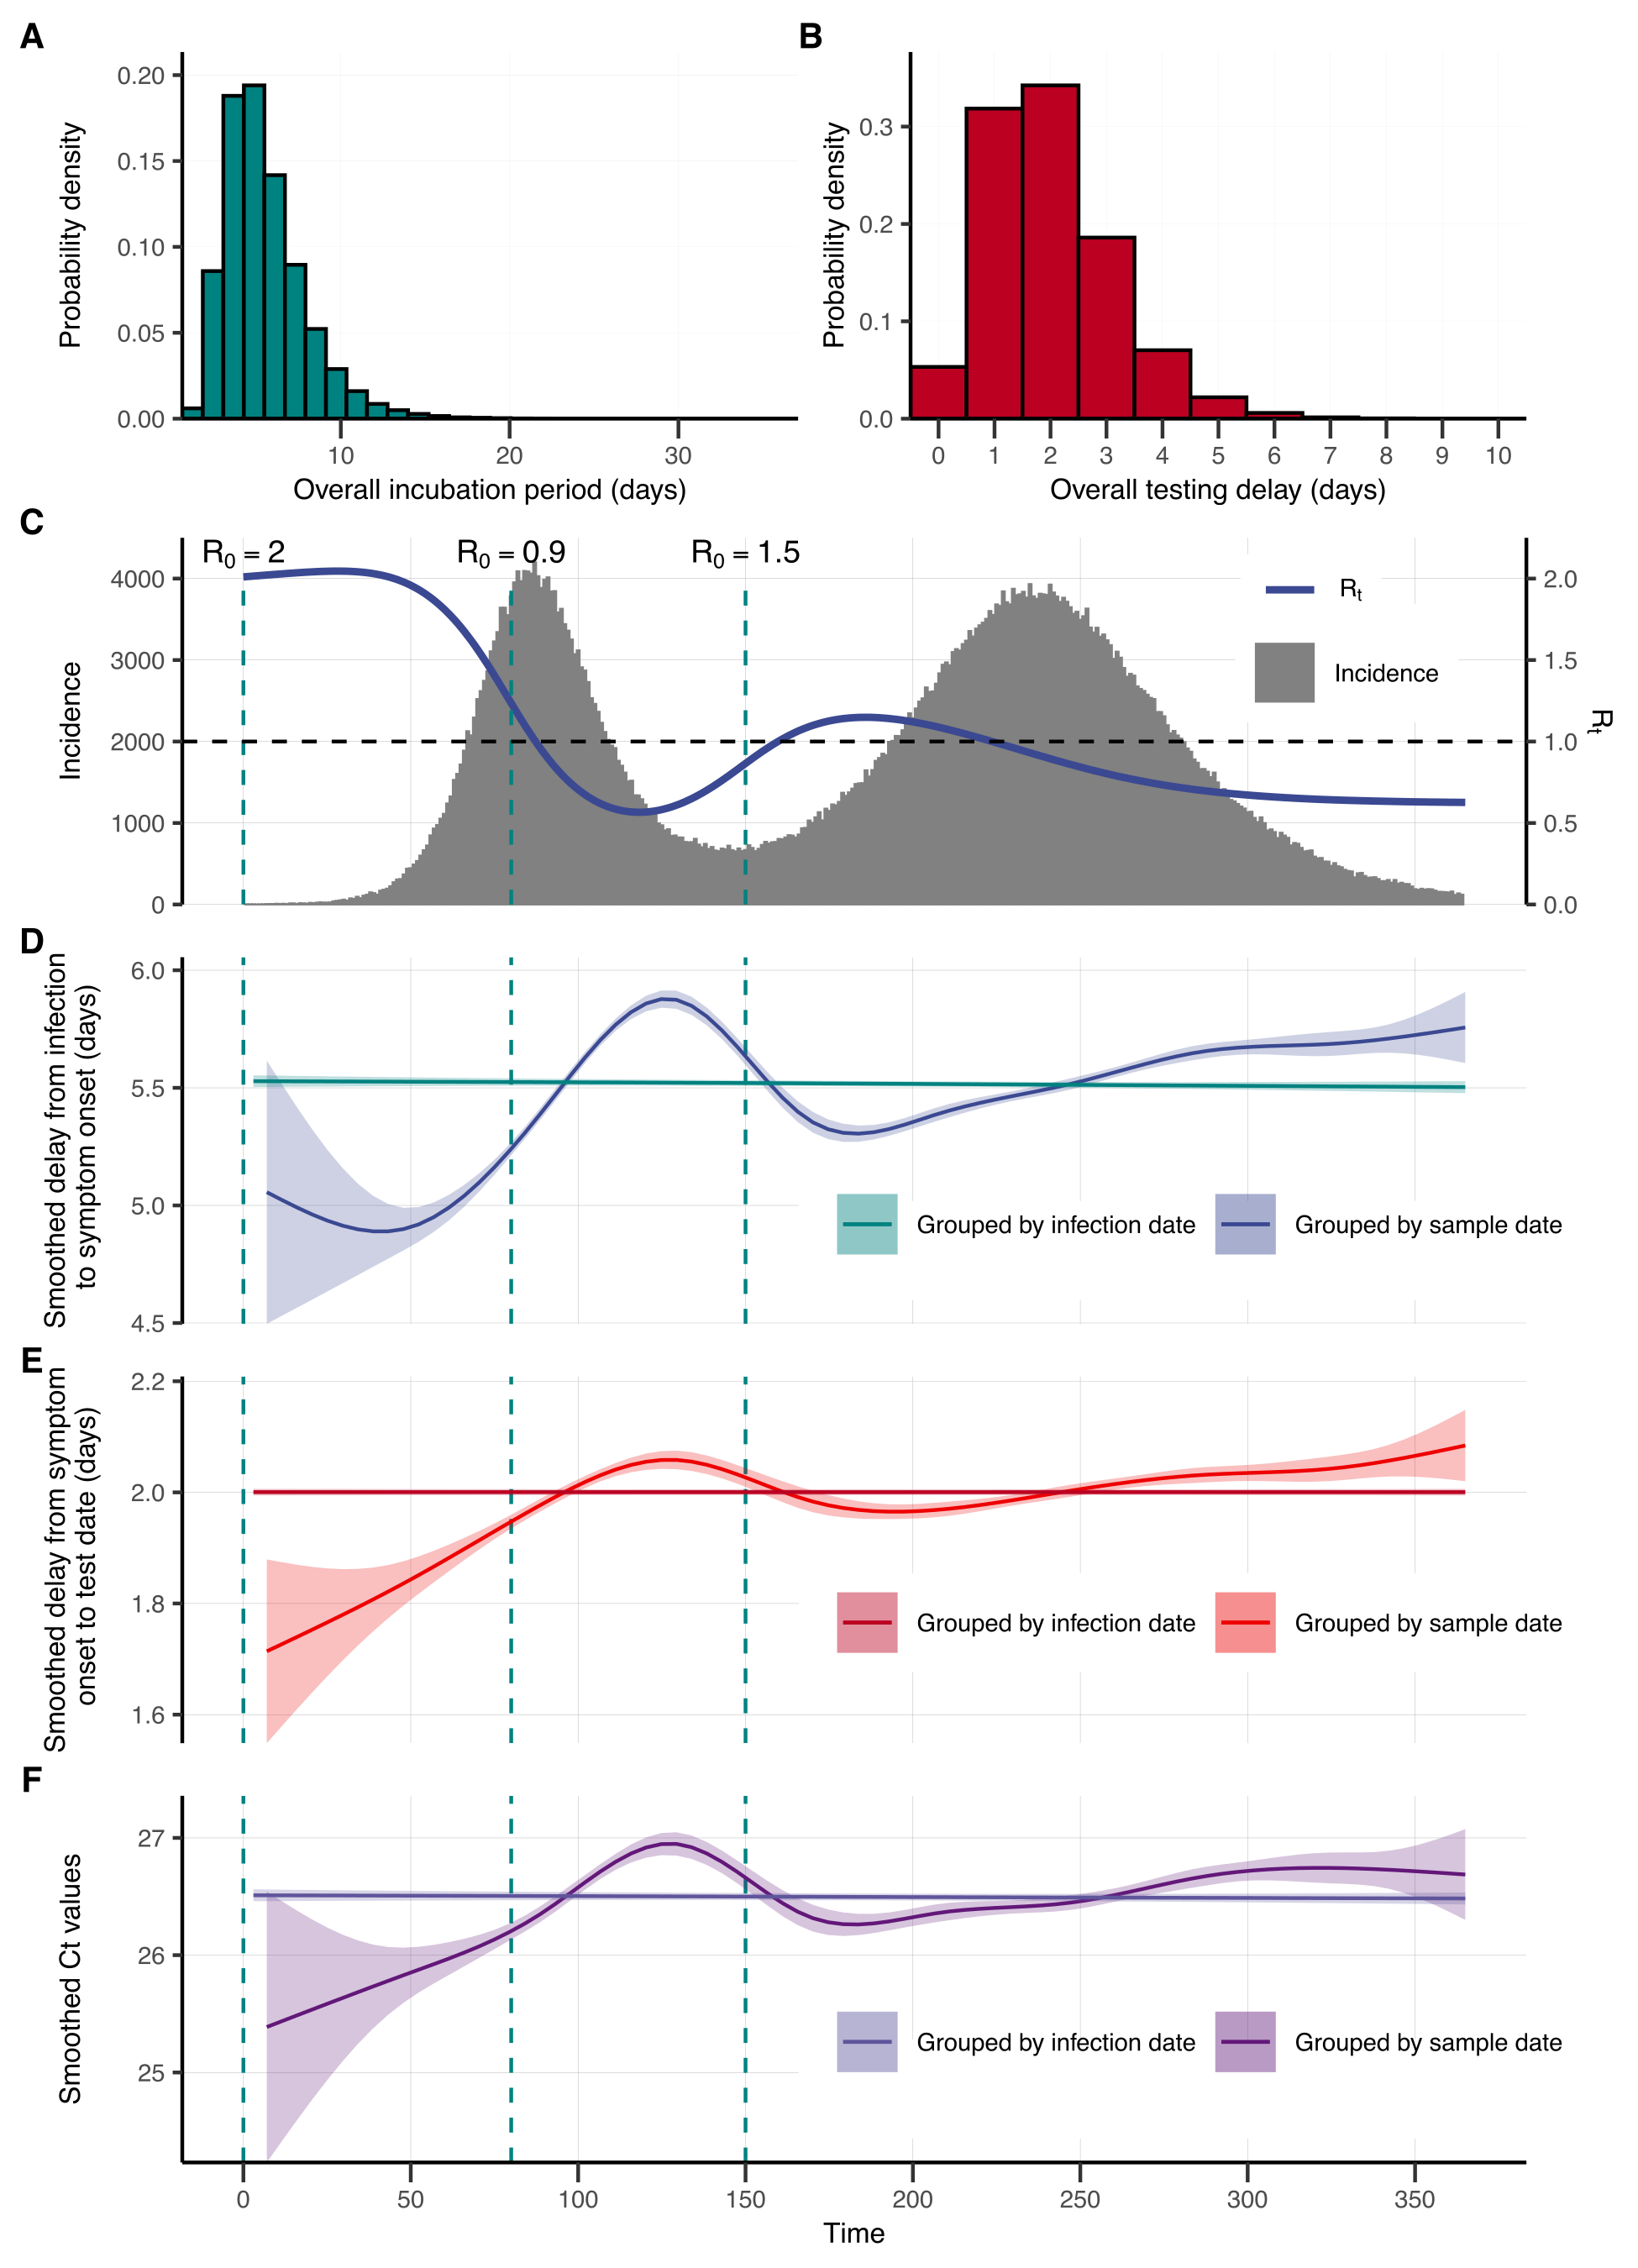 A
B
Probability density
0.20
0.15
0.10
0.05
0.00
10
20
30
Overall incubation period (days)
Probability density
0.3
0.2
0.1
0.0
0
1
2
3
4
5
6
7
8
9
10
Overall testing delay (days)
C
R0 = 2
R0 = 0.9
R0 = 1.5
Incidence
4000
3000
2000
1000
0
Rt
Incidence
2.0
1.5
1.0
0.5
0.0
Rt
D
Smoothed delay from infection
to symptom onset (days)
6.0
5.5
5.0
4.5
Grouped by infection date
Grouped by sample date
E
Smoothed delay from symptom
onset to test date (days)
2.2
2.0
1.8
1.6
Grouped by infection date
Grouped by sample date
F
Smoothed Ct values
27
26
25
Grouped by infection date
Grouped by sample date
0
50
100
150
200
250
300
350
Time